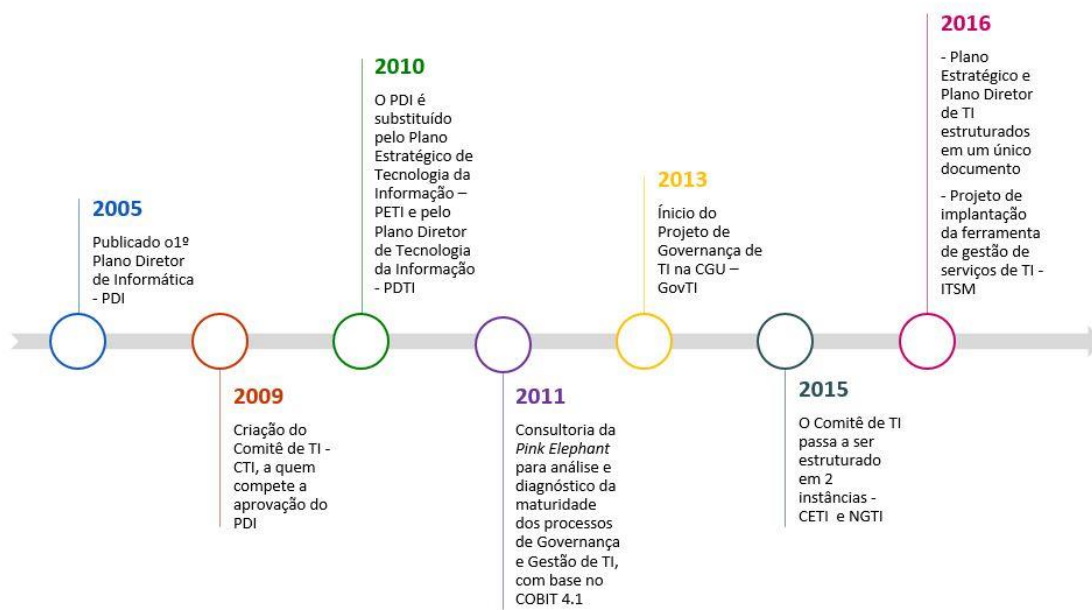 2005
Publicado o1º
Plano Diretor
de Informática
- PDI
2009
Criação do
Comitê de TI -
CTI, a quem
compete a
aprovação do
PDI
2010
O PDI é
substituído
pelo Plano
Estratégico de
Tecnologia da
Informação –
PETI e pelo
Plano Diretor
de Tecnologia
da Informação
- PDTI
2011
Consultoria da
Pink Elephant
para análise e
diagnóstico da
maturidade
dos processos
de Governança
e Gestão de TI,
com base no
COBIT 4.1
2013
Ínicio do
Projeto de
Governança de
TI na CGU –
GovTI
2015
O Comitê de TI
passa a ser
estruturado
em 2
instâncias -
CETI e NGTI
2016
- Plano
Estratégico e
Plano Diretor
de TI
estruturados
em um único
documento
- Projeto de
implantação
da ferramenta
de gestão de
serviços de TI -
ITSM